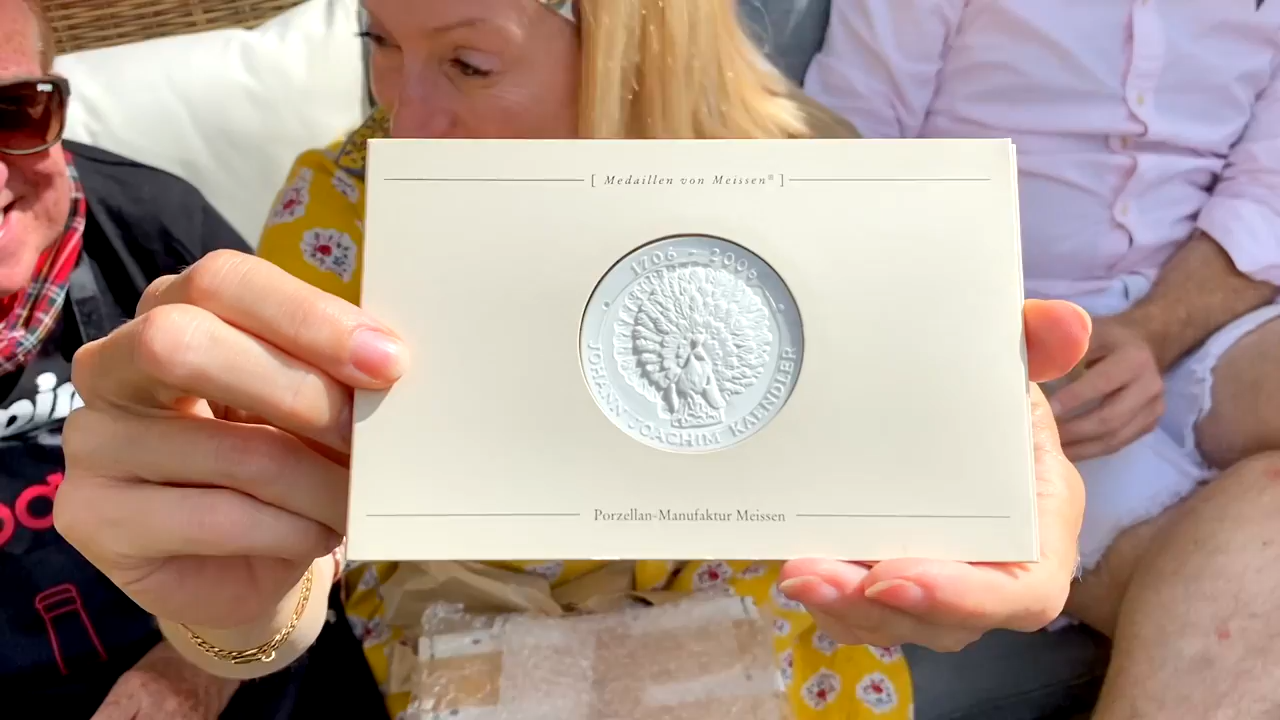 [ Medaillen von Meissen® ]
1706 • 2006
JOHANN JOACHIM KAENDLER
Porzellan-Manufaktur Meissen